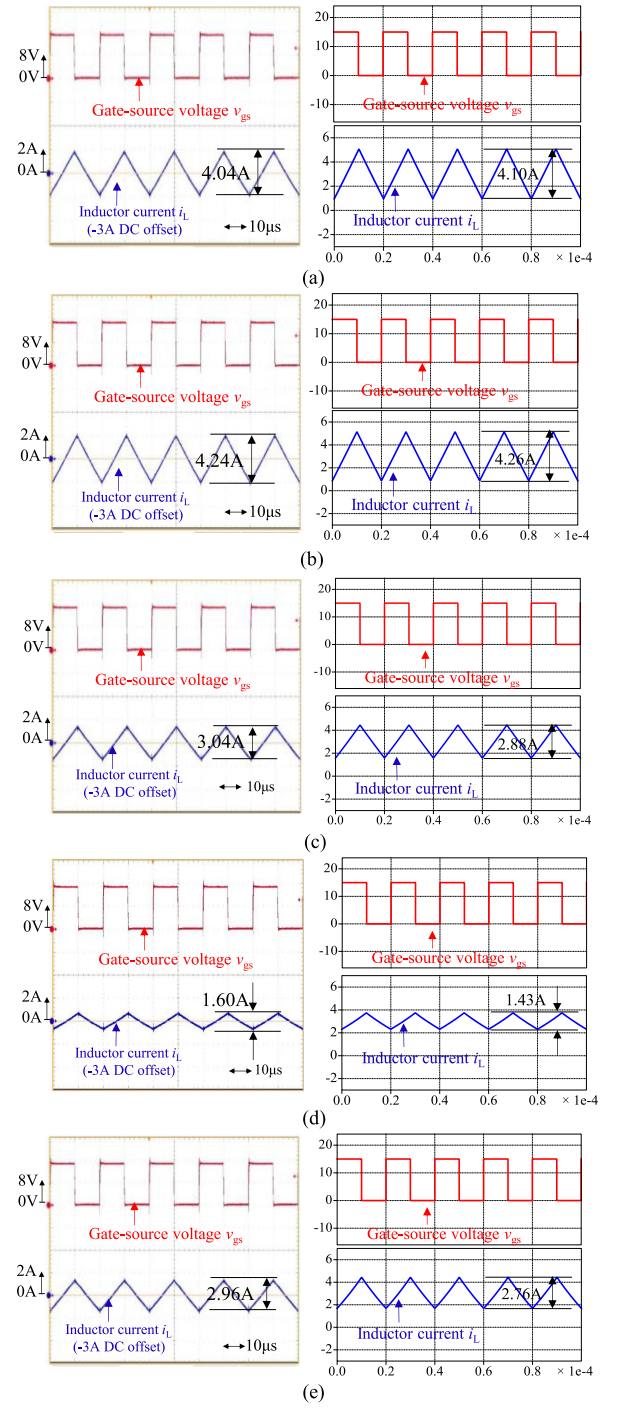 8V
0V
Gate-source voltage vgs
2A
0A
4.04A
Inductor current iL
(-3A DC offset)
10μs
20
10
0
-10
Gate-source voltage vgs
6
4
2
0
-2
4.10A
Inductor current iL
0.0 0.2 0.4 0.6 0.8 × 1e-4
(a)
8V
0V
Gate-source voltage vgs
2A
0A
4.24A
Inductor current iL
(-3A DC offset)
10μs
20
10
0
-10
Gate-source voltage vgs
6
4
2
0
-2
4.26A
Inductor current iL
0.0 0.2 0.4 0.6 0.8 × 1e-4
(b)
8V
0V
Gate-source voltage vgs
2A
0A
3.04A
Inductor current iL
(-3A DC offset)
10μs
20
10
0
-10
Gate-source voltage vgs
6
4
2
0
-2
2.88A
Inductor current iL
0.0 0.2 0.4 0.6 0.8 × 1e-4
(c)
8V
0V
Gate-source voltage vgs
2A
0A
1.60A
Inductor current iL
(-3A DC offset)
10μs
20
10
0
-10
Gate-source voltage vgs
6
4
2
0
-2
1.43A
Inductor current iL
0.0 0.2 0.4 0.6 0.8 × 1e-4
(d)
8V
0V
Gate-source voltage vgs
2A
0A
2.96A
Inductor current iL
(-3A DC offset)
10μs
20
10
0
-10
Gate-source voltage vgs
6
4
2
0
-2
2.76A
Inductor current iL
0.0 0.2 0.4 0.6 0.8 × 1e-4
(e)